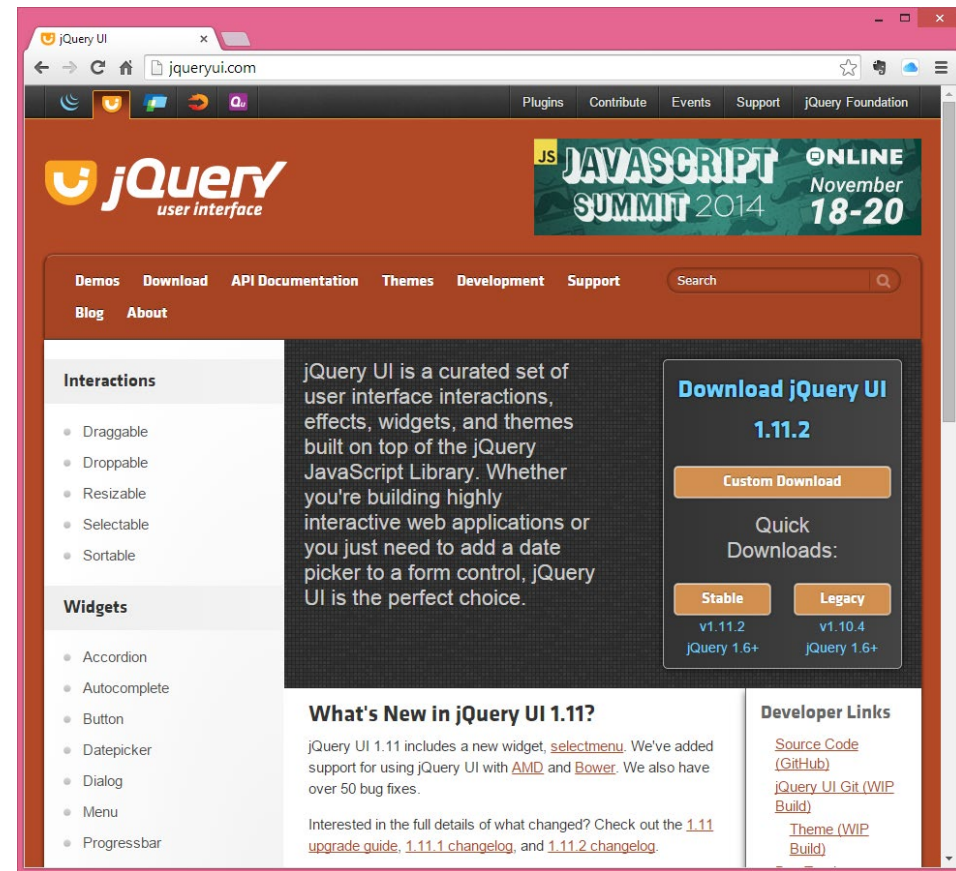 jQuery UI
jqueryui.com
Plugins Contribute Events Support jQuery Foundation
jQuery
user interface
JS JAVASCRIPT
SUMMIT 2014
ONLINE
November
18-20
Demos Download API Documentation Themes Development Support
Blog About
Search
Interactions
Draggable
Droppable
Resizable
Selectable
Sortable
Widgets
Accordion
Autocomplete
Button
Datepicker
Dialog
Menu
Progressbar
jQuery UI is a curated set of
user interface interactions,
effects, widgets, and themes
built on top of the jQuery
JavaScript Library. Whether
you're building highly
interactive web applications or
you just need to add a date
picker to a form control, jQuery
UI is the perfect choice.
Download jQuery UI
1.11.2
Custom Download
Quick
Downloads:
Stable Legacy
v1.11.2 v1.10.4
jQuery 1.6+ jQuery 1.6+
What's New in jQuery UI 1.11?
jQuery UI 1.11 includes a new widget, selectmenu. We've added
support for using jQuery UI with AMD and Bower. We also have
over 50 bug fixes.
Interested in the full details of what changed? Check out the 1.11
upgrade guide, 1.11.1 changelog, and 1.11.2 changelog.
Developer Links
Source Code
(GitHub)
jQuery UI Git (WIP
Build)
Theme (WIP
Build)